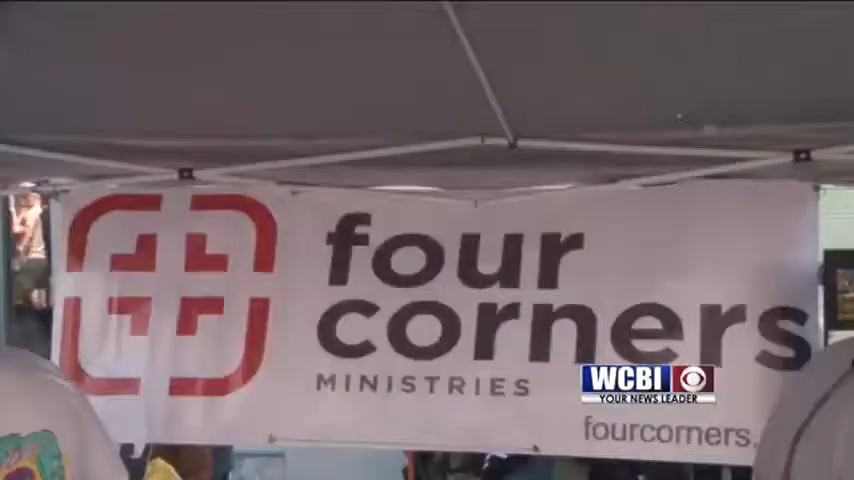 four
corners
MINISTRIES
WCBI
YOUR NEWS LEADER
fourcorners.